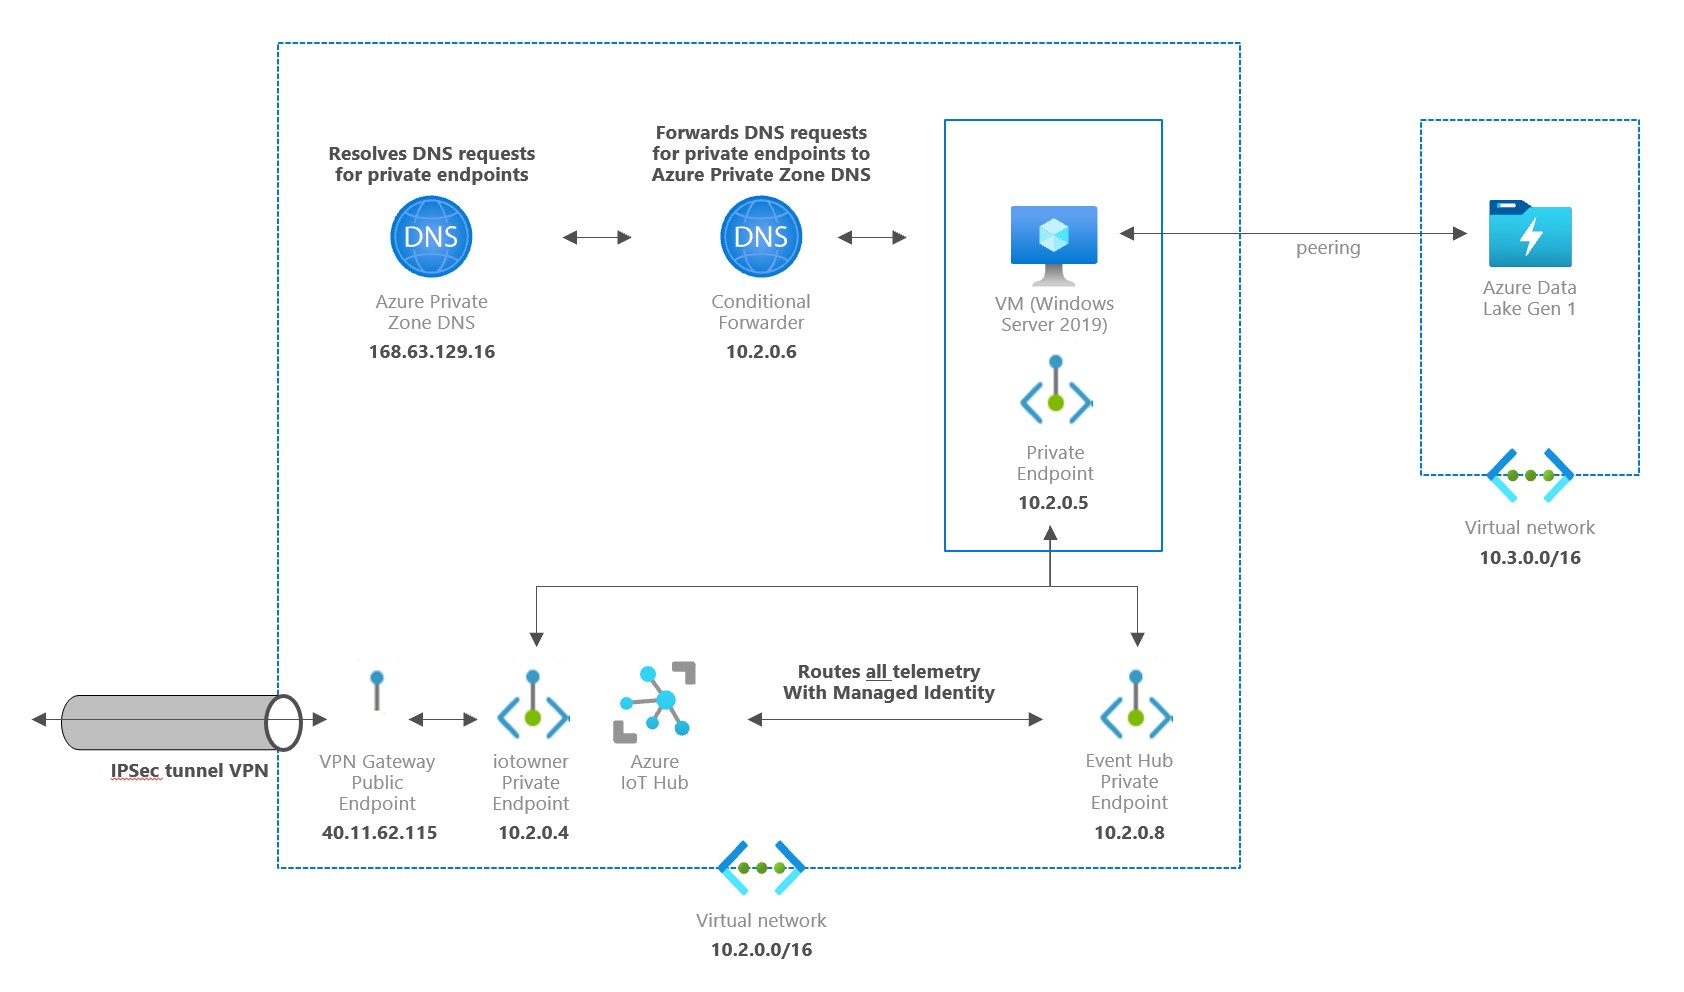 Resolves DNS requests
for private endpoints
DNS
Azure Private
Zone DNS
168.63.129.16
Forwards DNS requests
for private endpoints to
Azure Private Zone DNS
DNS
Conditional
Forwarder
10.2.0.6
VM (Windows
Server 2019)
Private
Endpoint
10.2.0.5
peering
Azure Data
Lake Gen 1
Virtual network
10.3.0.0/16
IPSec tunnel VPN
VPN Gateway
Public
Endpoint
40.11.62.115
iotowner
Private
Endpoint
10.2.0.4
Azure
IoT Hub
Routes all telemetry
With Managed Identity
Event Hub
Private
Endpoint
10.2.0.8
Virtual network
10.2.0.0/16